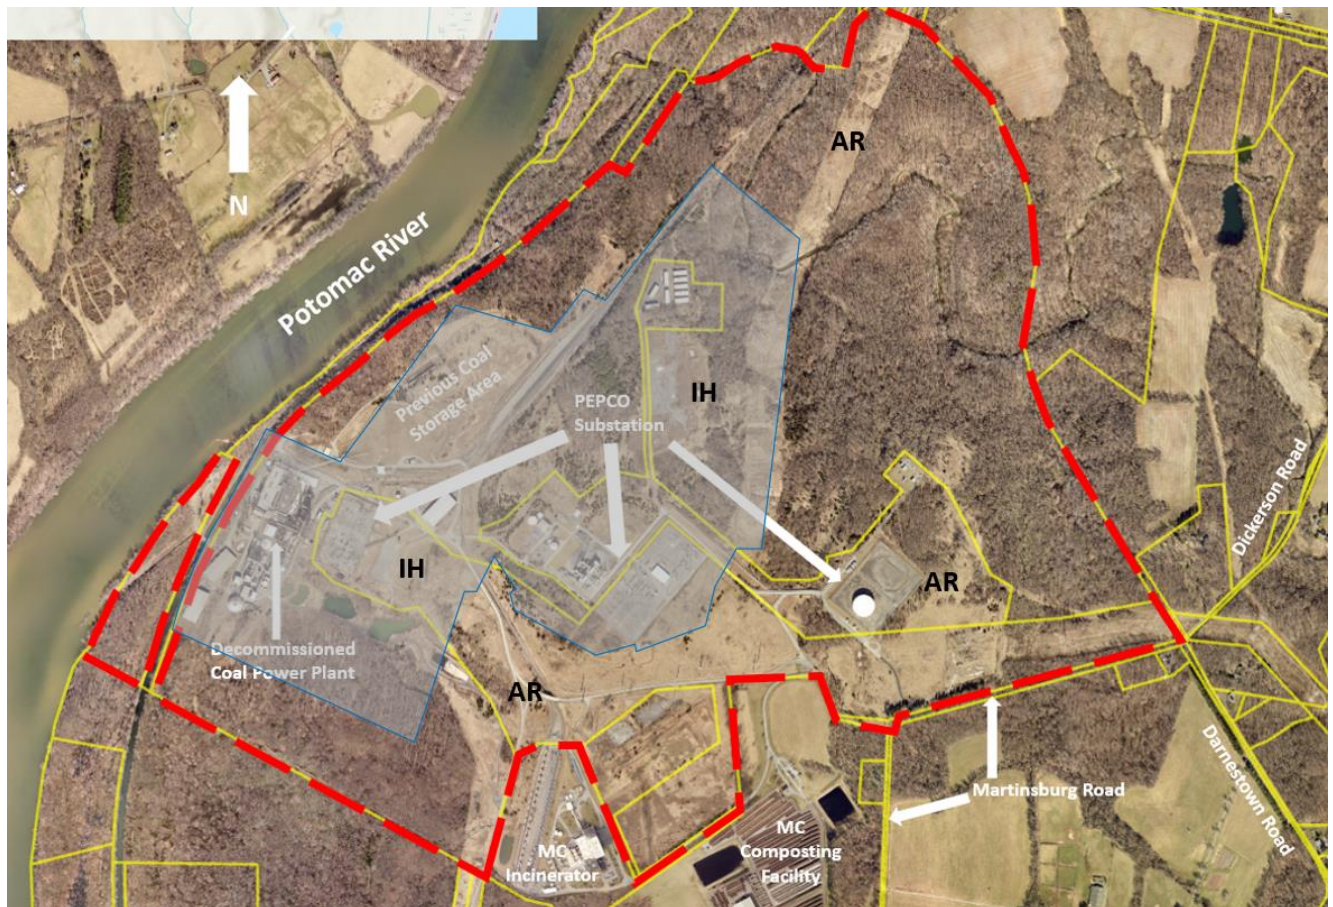 AR
N
Potomac River
Previous Coal
Storage Area
IH
PEPCO
Substation
Dickerson Road
IH
AR
Decommissioned
Coal Power Plant
AR
Martinsburg Road
Darnestown Road
MC
Incinerator
MC
Composting
Facility